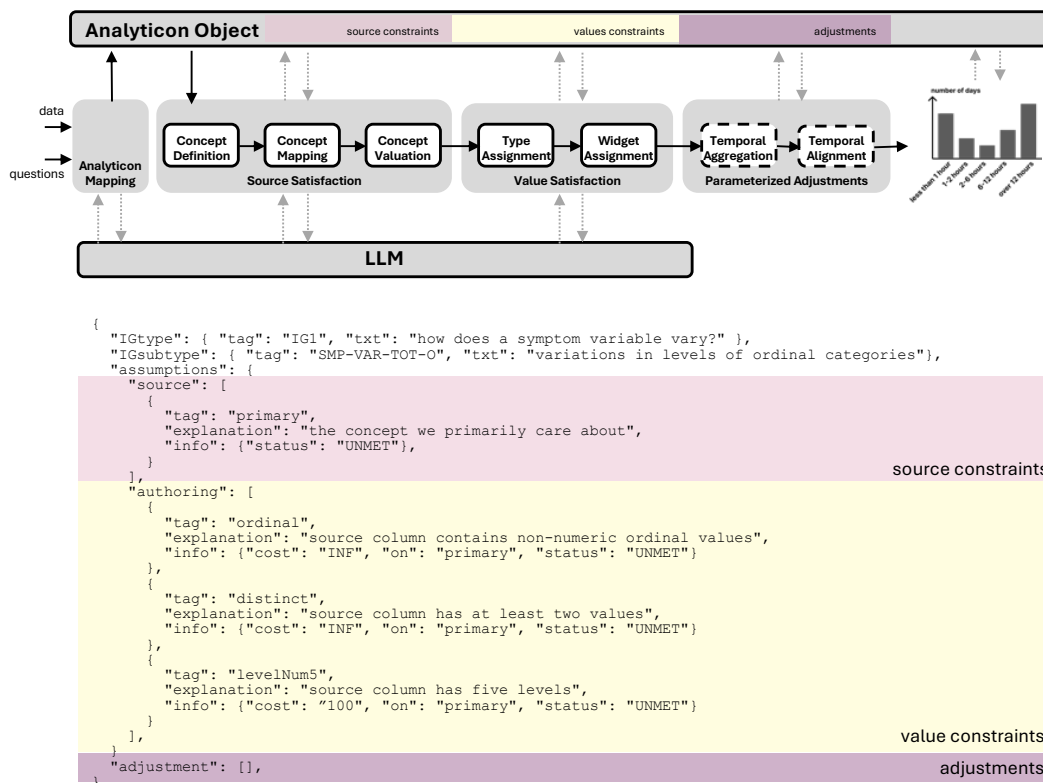 Analyticon Object
source constraints
values constraints
adjustments
data
questions
Analyticon
Mapping
Concept
Definition
Concept
Mapping
Concept
Valuation
Source Satisfaction
Type
Assignment
Widget
Assignment
Value Satisfaction
Temporal
Aggregation
Temporal
Alignment
Parameterized Adjustments
number of days
less than 1 hour
1-2 hours
2-6 hours
6-12 hours
over 12 hours
LLM
{
"IGtype": { "tag": "IG1", "txt": "how does a symptom variable vary?" },
"IGsubtype": { "tag": "SMP-VAR-TOT-O", "txt": "variations in levels of ordinal categories"},
"assumptions": {
"source": [
{
"tag": "primary",
"explanation": "the concept we primarily care about",
"info": {"status": "UNMET"},
}
],
source constraints
"authoring": [
{
"tag": "ordinal",
"explanation": "source column contains non-numeric ordinal values",
"info": {"cost": "INF", "on": "primary", "status": "UNMET"}
},
{
"tag": "distinct",
"explanation": "source column has at least two values",
"info": {"cost": "INF", "on": "primary", "status": "UNMET"}
},
{
"tag": "levelNum5",
"explanation": "source column has five levels",
"info": {"cost": ″100", "on": "primary", "status": "UNMET"}
}
],
value constraints
}
"adjustment": [],
adjustments
}